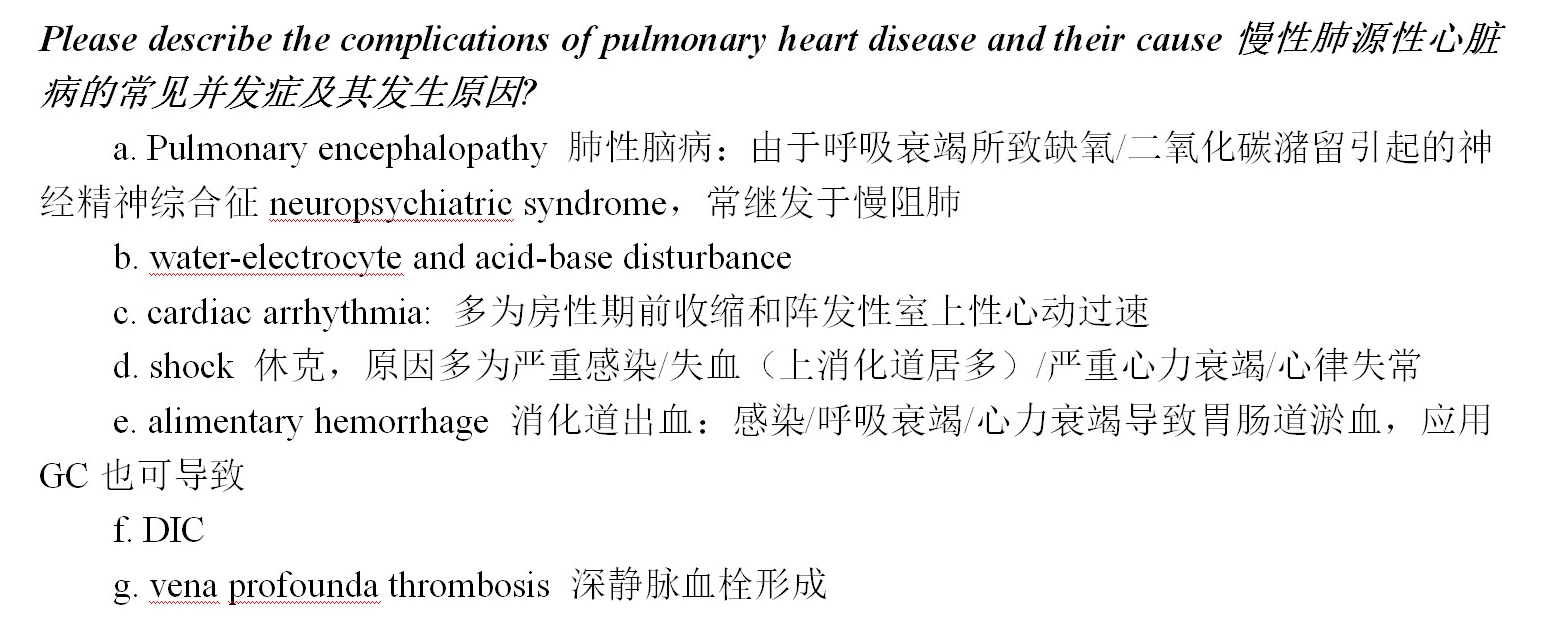 Please describe the complications of pulmonary heart disease and their cause 慢性肺源性心脏
病的常见并发症及其发生原因?
a. Pulmonary encephalopathy 肺性脑病：由于呼吸衰竭所致缺氧/二氧化碳潴留引起的神
经精神综合征 neuropsychiatric syndrome，常继发于慢阻肺
b. water-electrocyte and acid-base disturbance
c. cardiac arrhythmia: 多为房性期前收缩和阵发性室上性心动过速
d. shock 休克，原因多为严重感染/失血（上消化道居多）/严重心力衰竭/心律失常
e. alimentary hemorrhage 消化道出血：感染/呼吸衰竭/心力衰竭导致胃肠道淤血，应用
GC 也可导致
f. DIC
g. vena profounda thrombosis 深静脉血栓形成